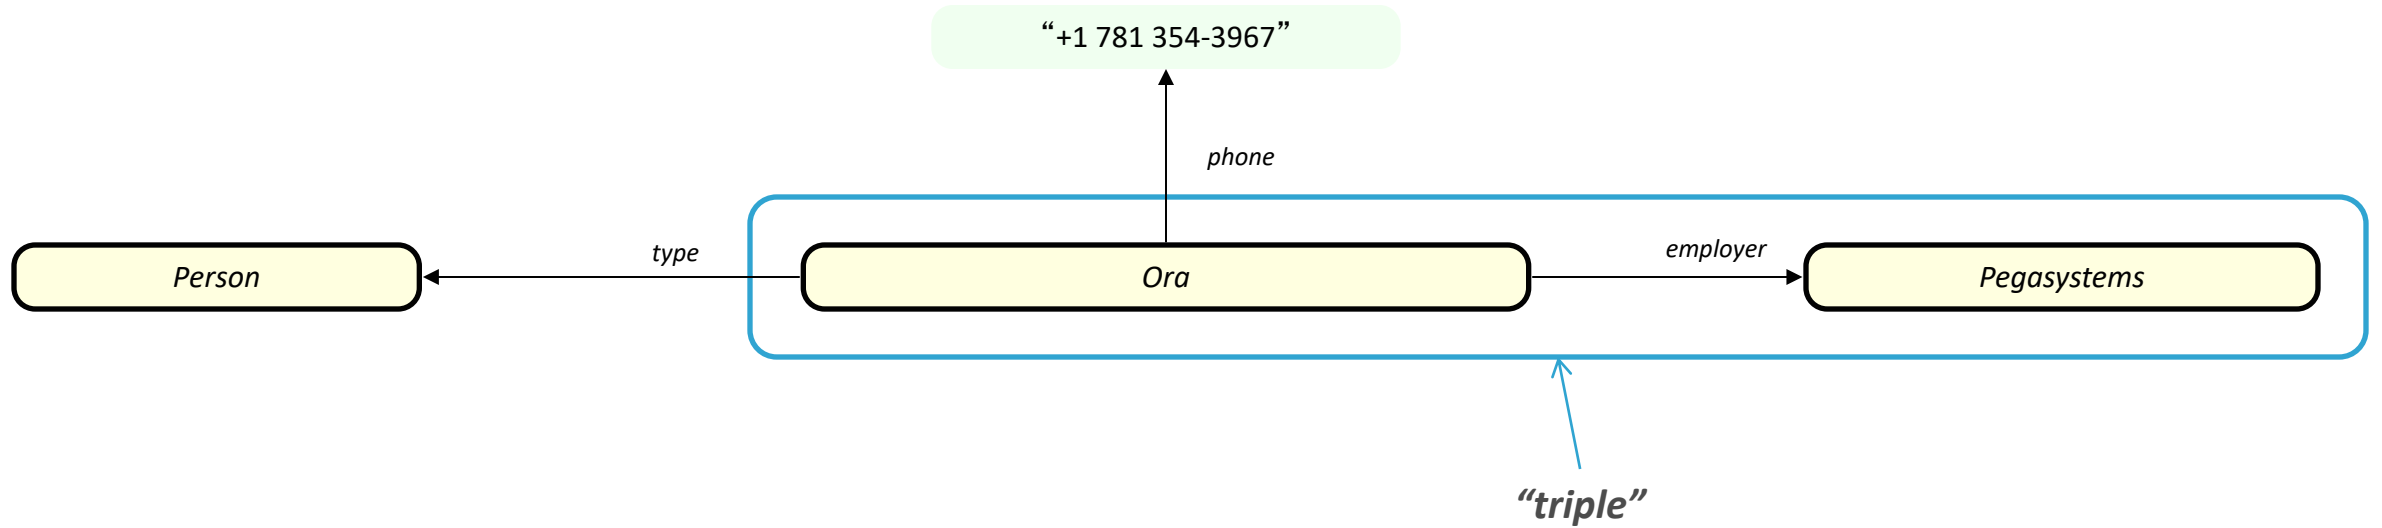 “+1 781 354-3967”
phone
type
employer
Person
Ora
Pegasystems
“triple”